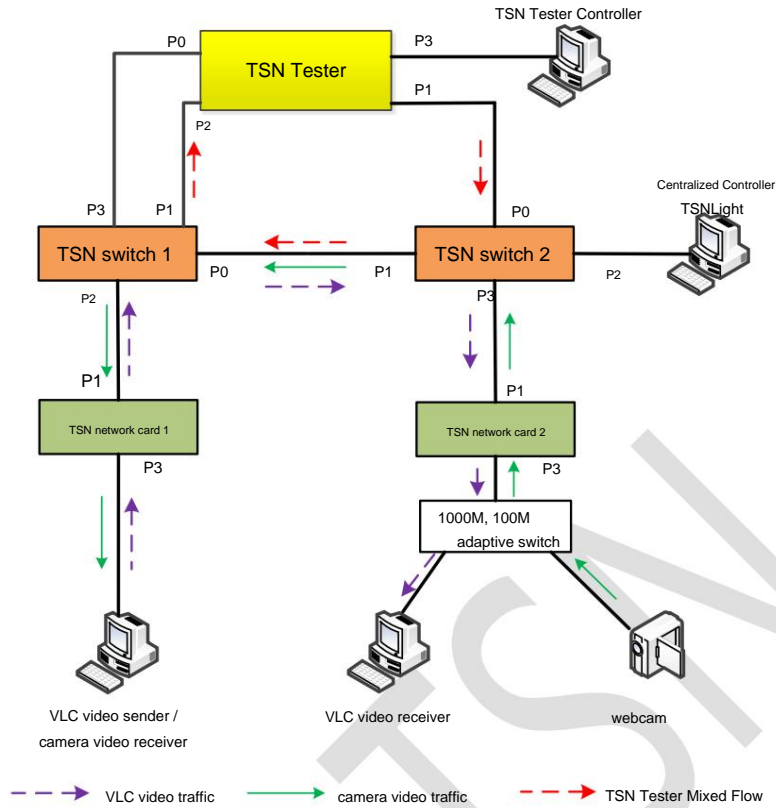 TSN Tester Controller
P0
P3
TSN Tester
P1
P2
Centralized Controller
TSNLight
P3
P1
P0
TSN switch 1
P0
P1
TSN switch 2
P2
P2
P3
P1
P1
TSN network card 1
TSN network card 2
P3
P3
1000M, 100M
adaptive switch
VLC video sender /
camera video receiver
VLC video receiver
webcam
VLC video traffic
camera video traffic
TSN Tester Mixed Flow
TSN